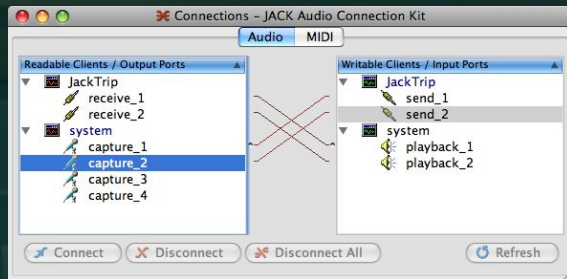 Connections - JACK Audio Connection Kit
Audio MIDI
Readable Clients / Output Ports
JackTrip
receive_1
receive_2
system
capture_1
capture_2
capture_3
capture_4
Writable Clients / Input Ports
JackTrip
send_1
send_2
system
playback_1
playback_2
Connect Disconnect Disconnect All Refresh